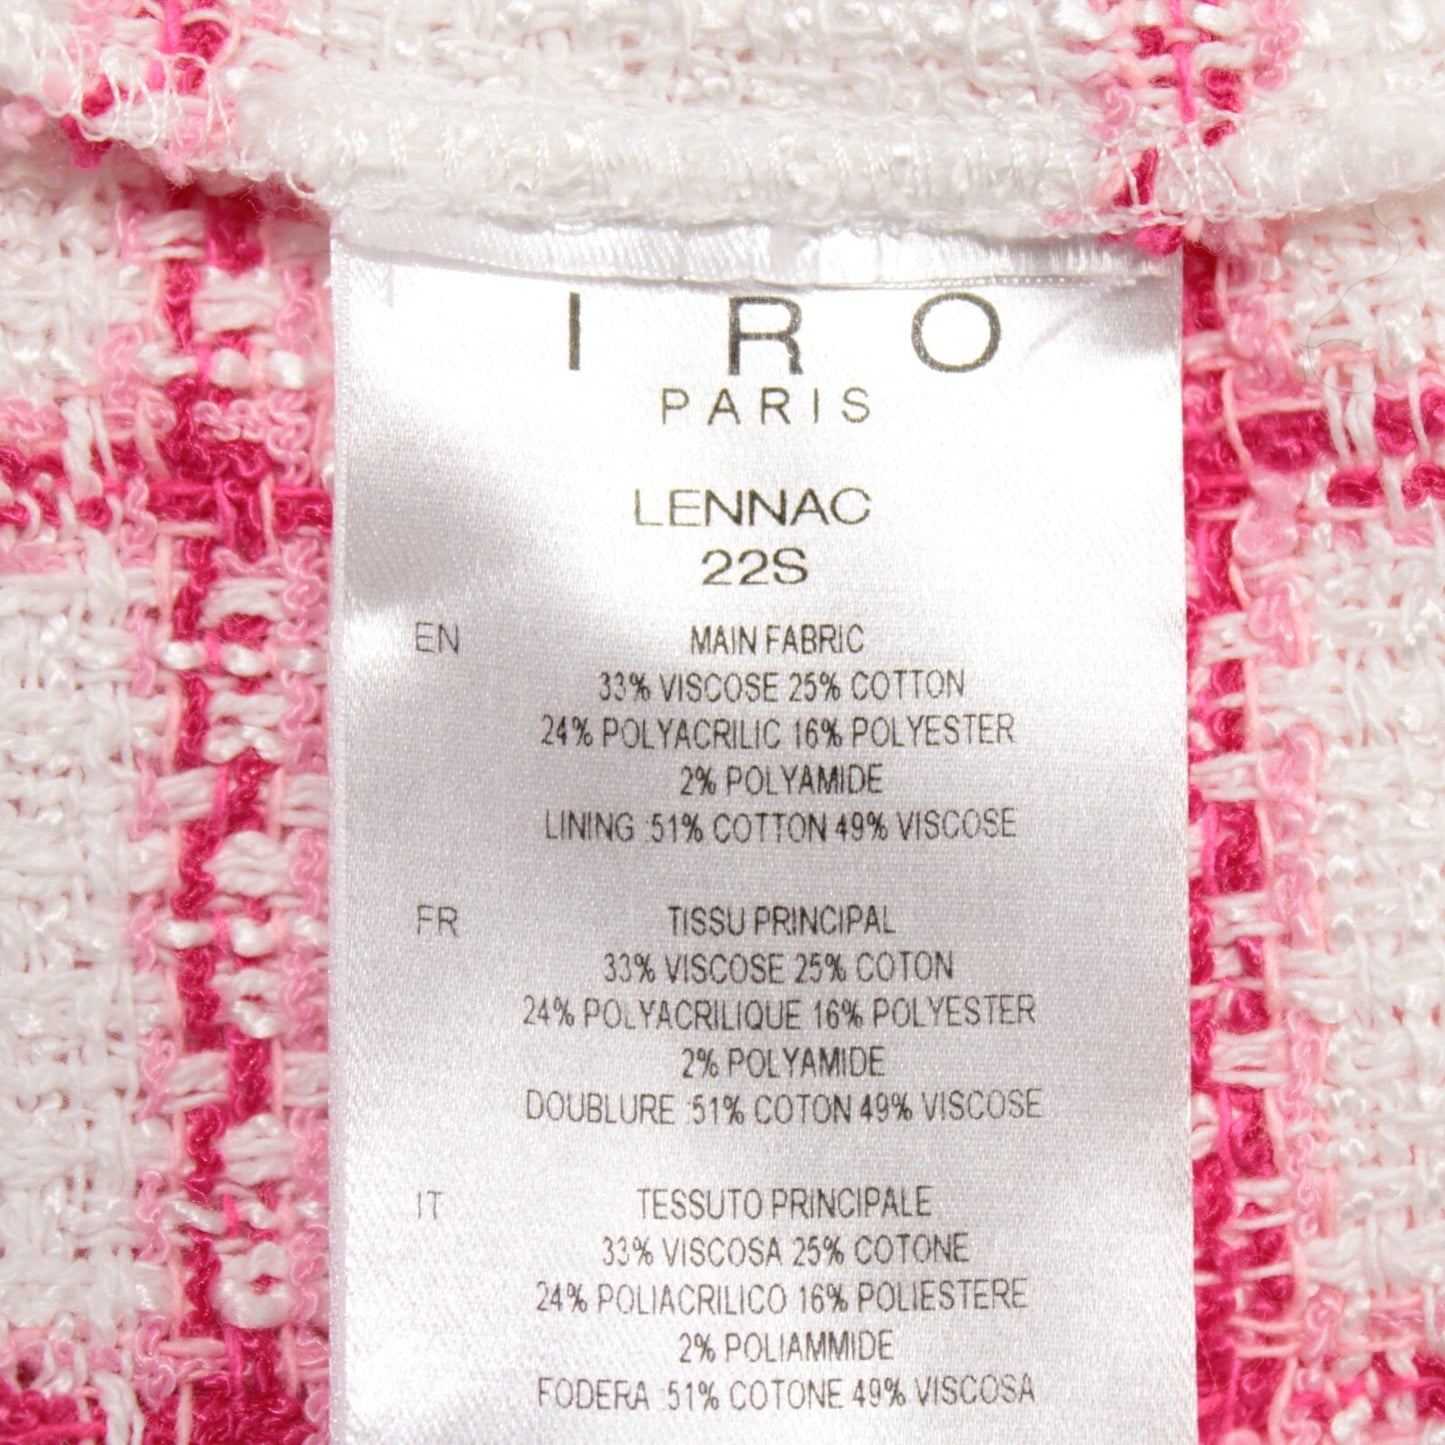 IRO
PARIS
LENNAC
22S
EN MAIN FABRIC
33% VISCOSE 25% COTTON
24% POLYACRILIC 16% POLYESTER
2% POLYAMIDE
LINING :51% COTTON 49% VISCOSE
FR TISSU PRINCIPAL
33% VISCOSE 25% COTON
24% POLYACRILIQUE 16% POLYESTER
2% POLYAMIDE
DOUBLURE :51% COTON 49% VISCOSE
IT TESSUTO PRINCIPALE
33% VISCOSA 25% COTONE
24% POLIACRILICO 16% POLIESTERE
2% POLIAMMIDE
FODERA :51% COTONE 49% VISCOSA